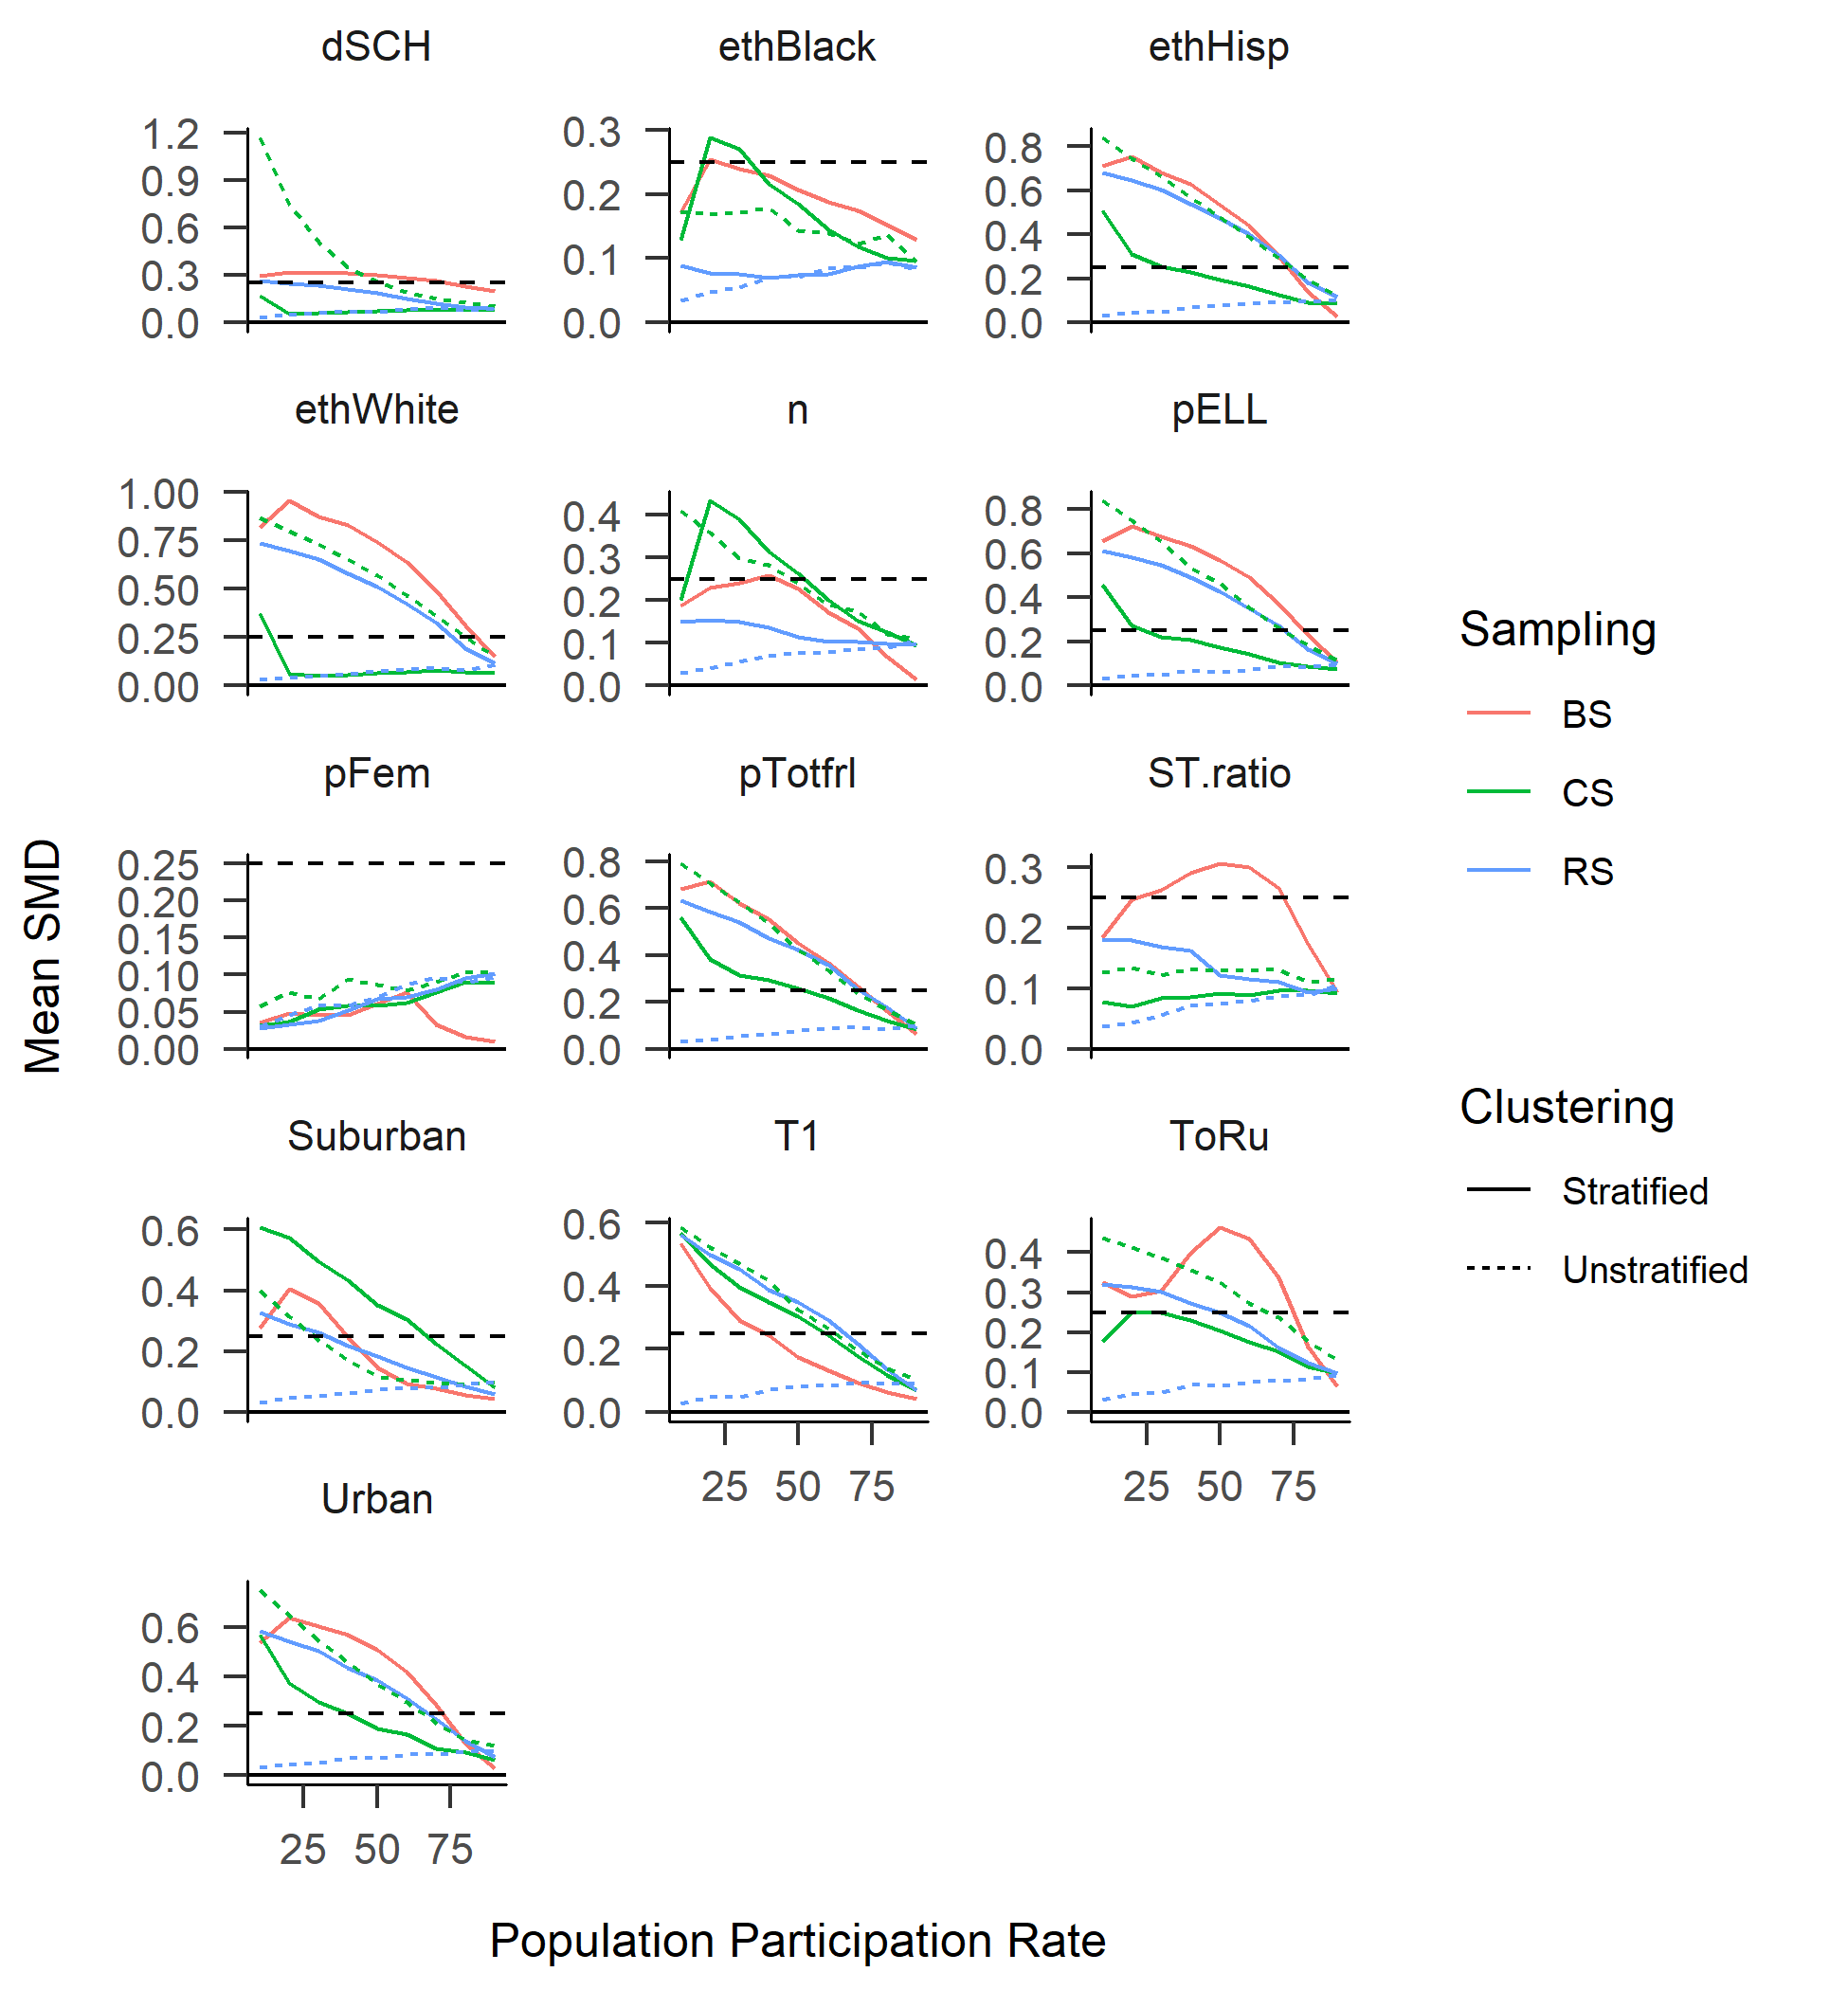 dSCH
ethBlack
ethHisp
1.2
0.9
0.6
0.3
0.0
0.3
0.2
0.1
0.0
0.8
0.6
0.4
0.2
0.0
ethWhite
n
pELL
1.00
0.75
0.50
0.25
0.00
0.4
0.3
0.2
0.1
0.0
0.8
0.6
0.4
0.2
0.0
pFem
pTotfrl
ST.ratio
0.25
0.20
0.15
0.10
0.05
0.00
0.8
0.6
0.4
0.2
0.0
0.3
0.2
0.1
0.0
Suburban
T1
ToRu
0.6
0.4
0.2
0.0
0.6
0.4
0.2
0.0
25 50 75
0.4
0.3
0.2
0.1
0.0
25 50 75
Urban
0.6
0.4
0.2
0.0
25 50 75
Mean SMD
Population Participation Rate
Sampling
BS
CS
RS
Clustering
Stratified
Unstratified